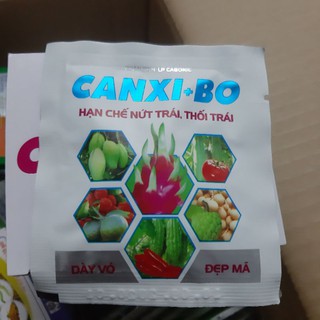 CANXI+BO
HẠN CHẾ NỨT TRÁI, THỐI TRÁI
DÀY VỎ
ĐẸP MÃ